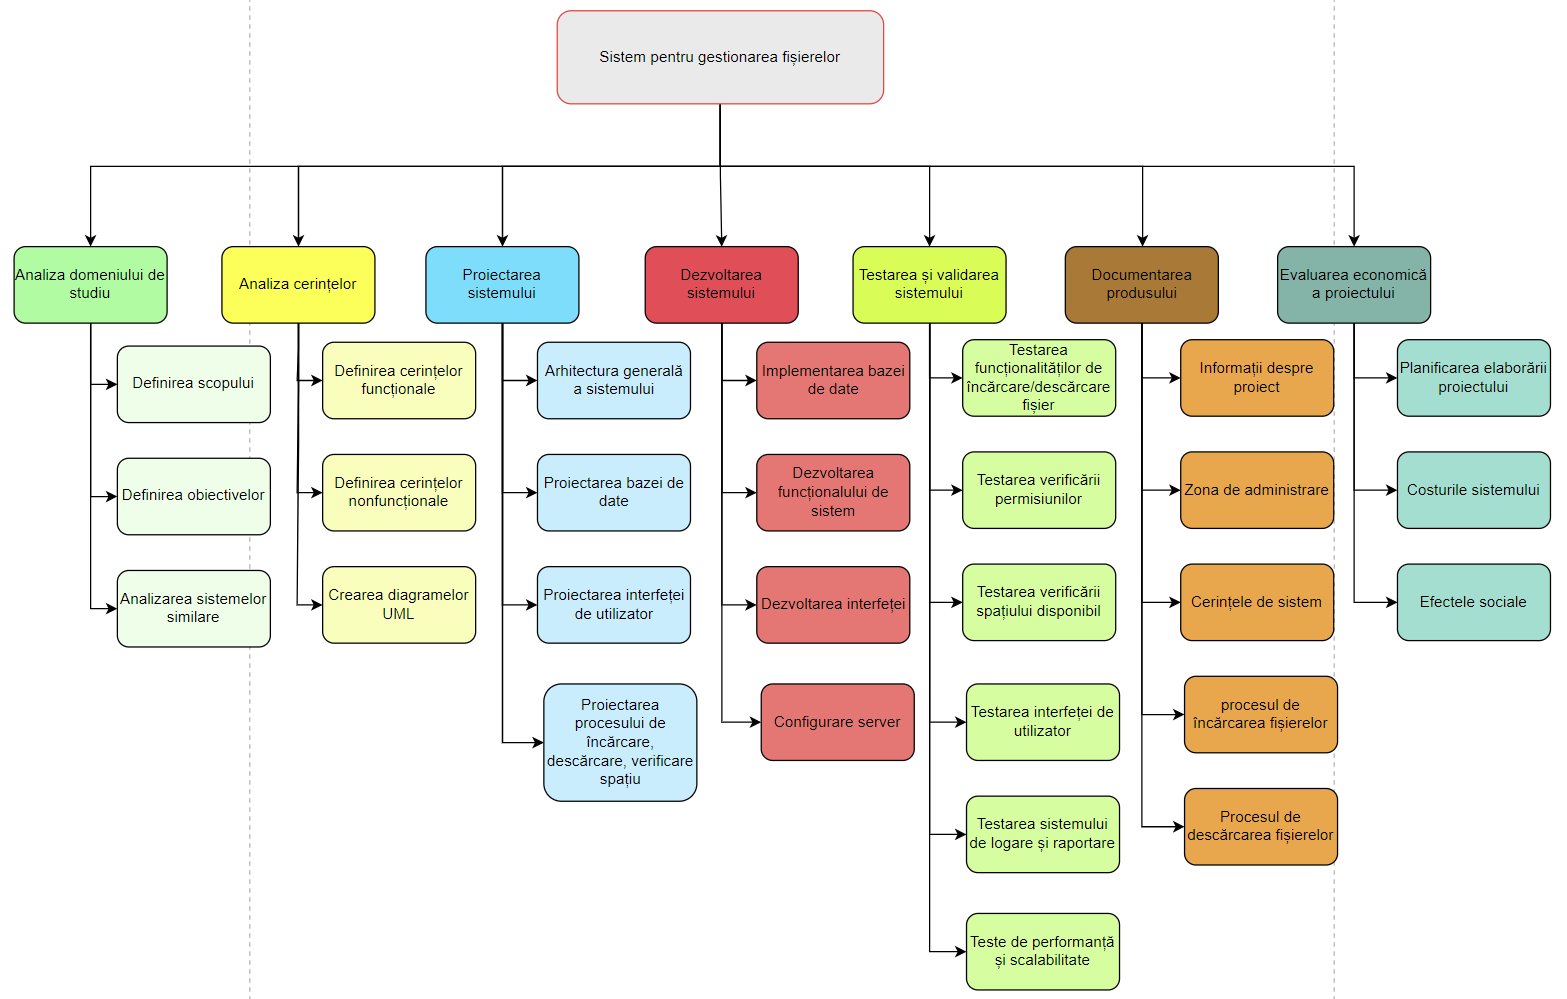 Sistem pentru gestionarea fișierelor
Analiza domeniului de
studiu
Definirea scopului
Definirea obiectivelor
Analizarea sistemelor
similare
Analiza cerințelor
Definirea cerințelor
funcționale
Definirea cerințelor
nonfuncționale
Crearea diagramelor
UML
Proiectarea
sistemului
Arhitectura generală
a sistemului
Proiectarea bazei de
date
Proiectarea interfeței
de utilizator
Proiectarea
procesului de
încărcare,
descărcare, verificare
spațiu
Dezvoltarea
sistemului
Implementarea bazei
de date
Dezvoltarea
funcționalului de
sistem
Dezvoltarea interfeței
Configurare server
Testarea și validarea
sistemului
Testarea
funcționalităților de
încărcare/descărcare
fișier
Testarea verificării
permisiunilor
Testarea verificării
spațiului disponibil
Testarea interfeței de
utilizator
Testarea sistemului
de logare și raportare
Teste de performanță
și scalabilitate
Documentarea
produsului
Informații despre
proiect
Zona de administrare
Cerințele de sistem
procesul de
încărcarea fișierelor
Procesul de
descărcarea fișierelor
Evaluarea economică
a proiectului
Planificarea elaborării
proiectului
Costurile sistemului
Efectele sociale